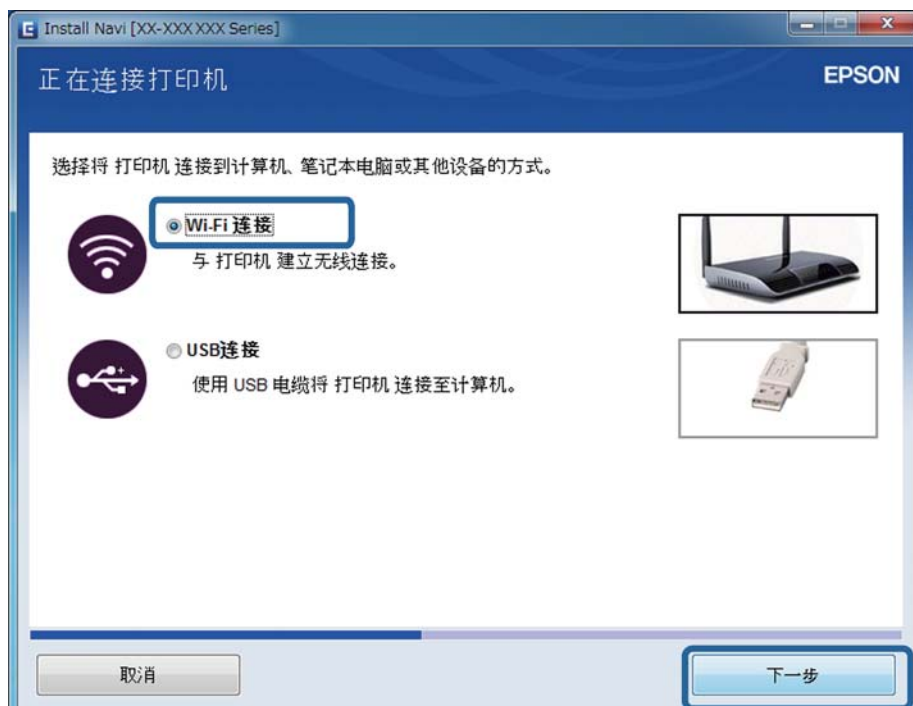 Install Navi [XX-XXX XXX Series]
正在连接打印机
EPSON
选择将 打印机 连接到计算机、笔记本电脑或其他设备的方式。
Wi-Fi 连接
与 打印机 建立无线连接。
USB连接
使用 USB 电缆将 打印机 连接至计算机。
取消
下一步